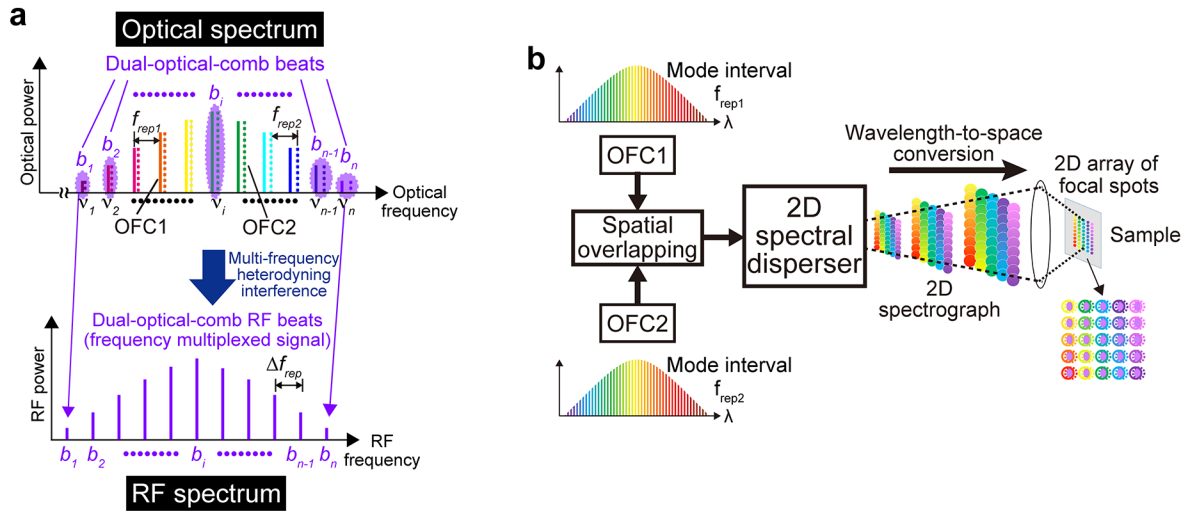 a
Optical spectrum
Dual-optical-comb beats
Optical power
b1
b2
frep1
bi
frep2
bn-1
bn
ν1
ν2
νi
νn-1
νn
Optical
frequency
OFC1
OFC2
Multi-frequency
heterodyning
interference
Dual-optical-comb RF beats
(frequency multiplexed signal)
RF power
Δfrep
b1
b2
bi
bn-1
bn
RF
frequency
RF spectrum
b
Mode interval
frep1
λ
OFC1
Spatial
overlapping
OFC2
Mode interval
frep2
λ
2D
spectral
disperser
Wavelength-to-space
conversion
2D
spectrograph
2D array of
focal spots
Sample